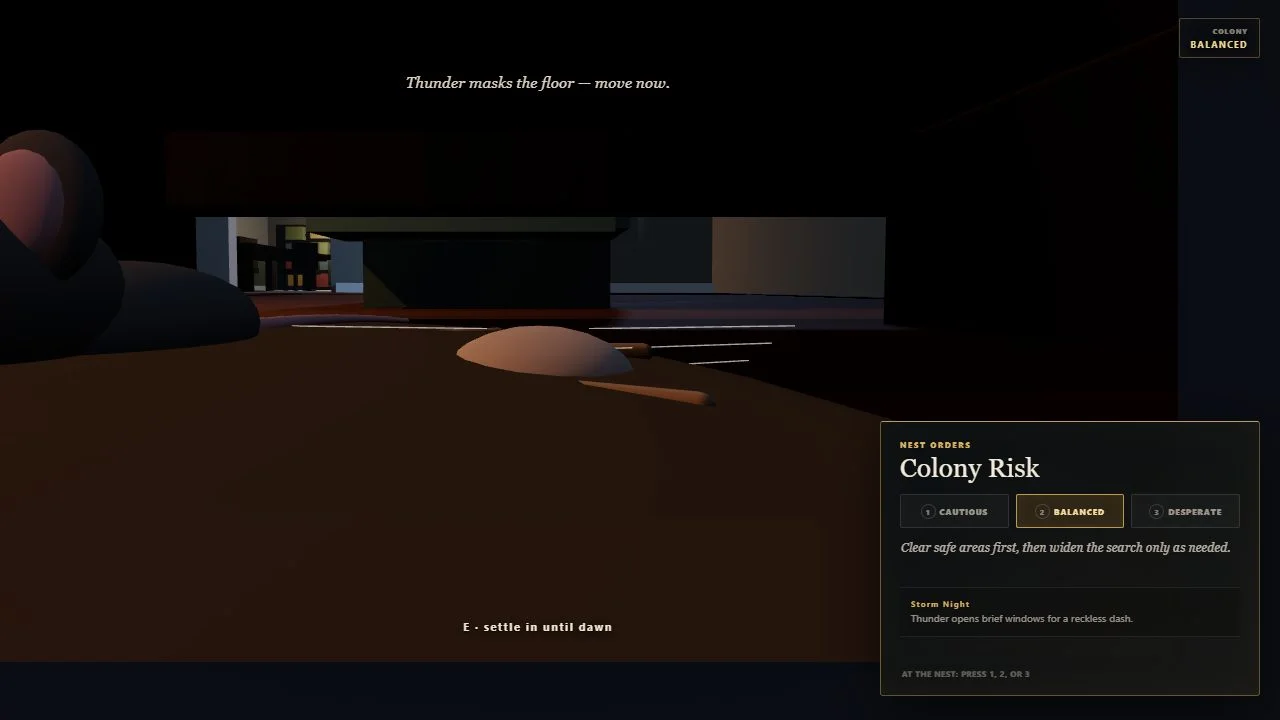 COLONY
BALANCED
Thunder masks the floor — move now.
NEST ORDERS
Colony Risk
1 CAUTIOUS
2 BALANCED
3 DESPERATE
Clear safe areas first, then widen the search only as needed.
Storm Night
Thunder opens brief windows for a reckless dash.
E · settle in until dawn
AT THE NEST: PRESS 1, 2, OR 3